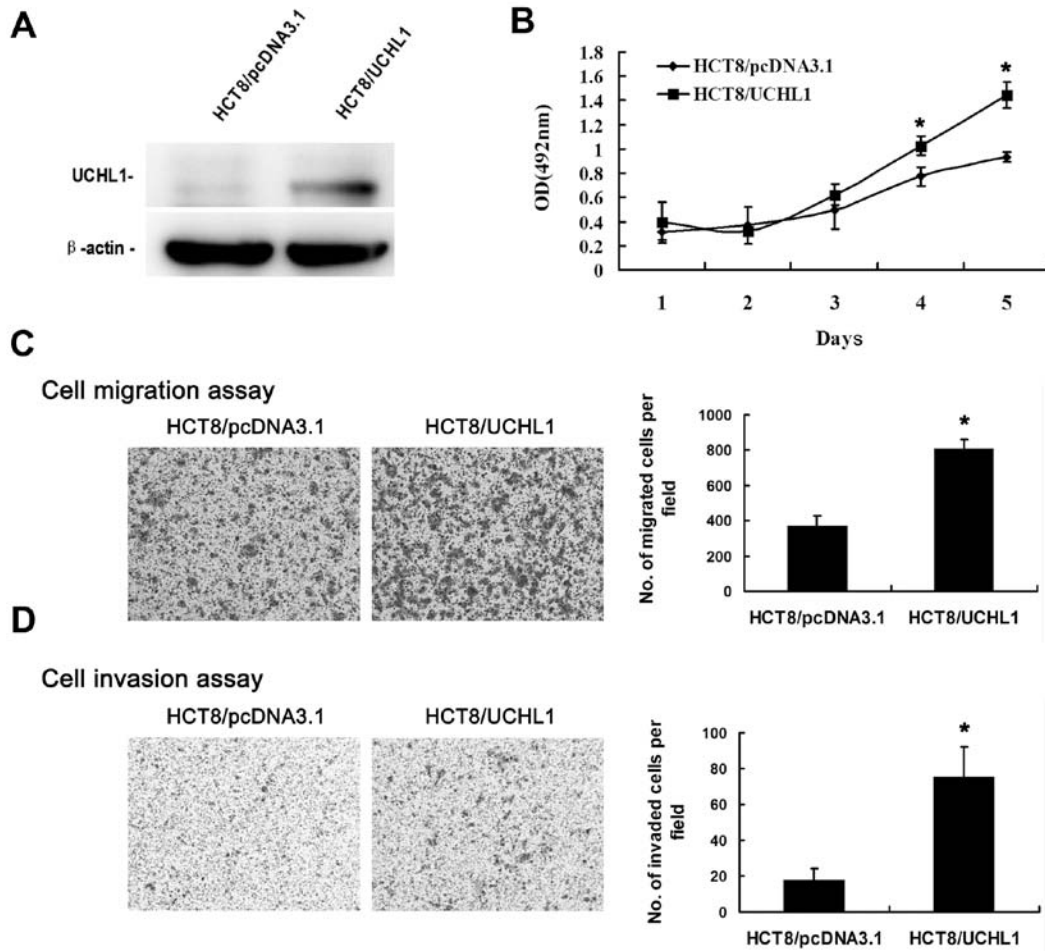 A
HCT8/pcDNA3.1
HCT8/UCHL1
UCHL1-
β-actin -
B
1.8
1.6
1.4
1.2
1
0.8
0.6
0.4
0.2
0
OD(492nm)
HCT8/pcDNA3.1
HCT8/UCHL1
*
*
1 2 3 4 5
Days
C
Cell migration assay
HCT8/pcDNA3.1 HCT8/UCHL1
No. of migrated cells per
field
1000
800
600
400
200
0
*
HCT8/pcDNA3.1 HCT8/UCHL1
D
Cell invasion assay
HCT8/pcDNA3.1 HCT8/UCHL1
No. of invaded cells per
field
100
80
60
40
20
0
*
HCT8/pcDNA3.1 HCT8/UCHL1